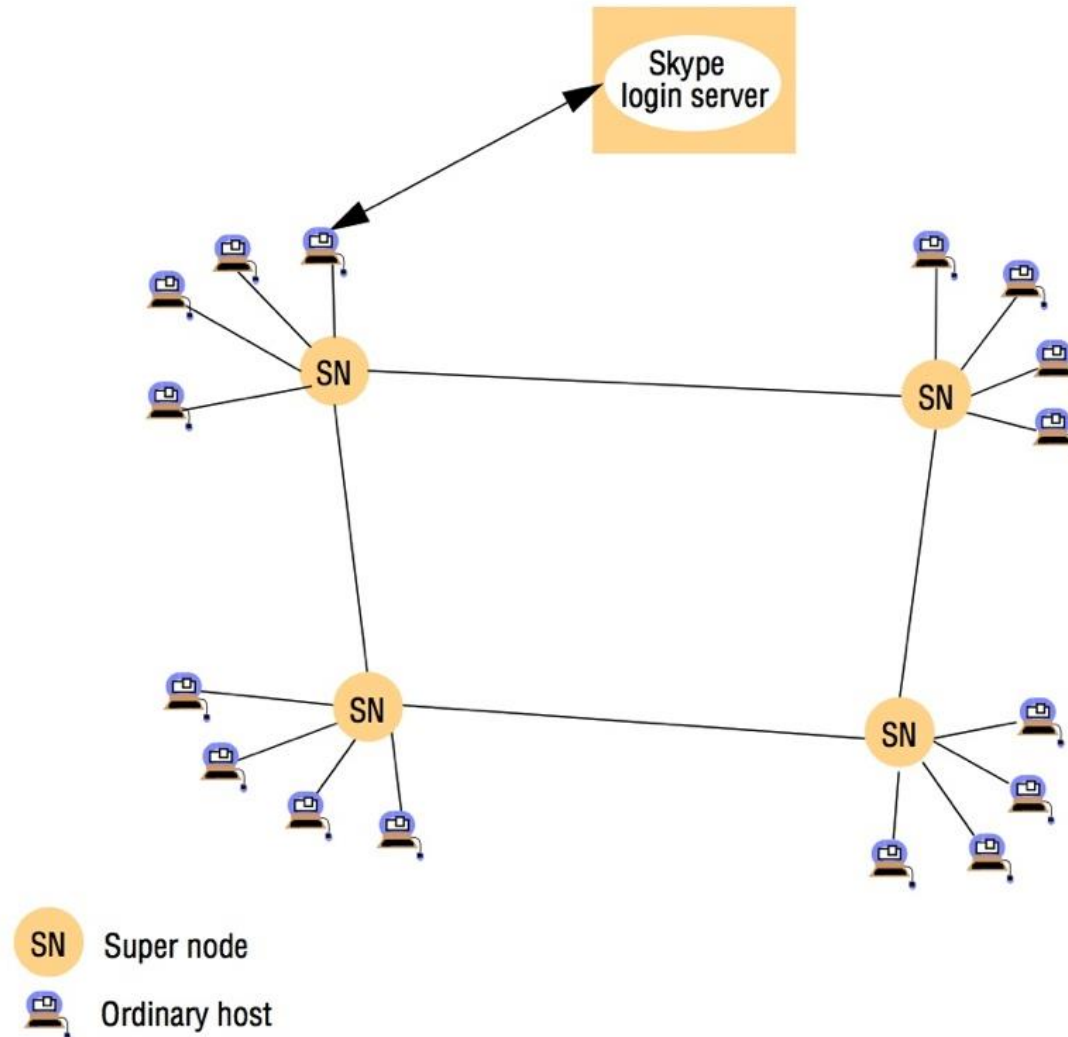 Skype
login server
SN
SN
SN
SN
SN Super node
Ordinary host